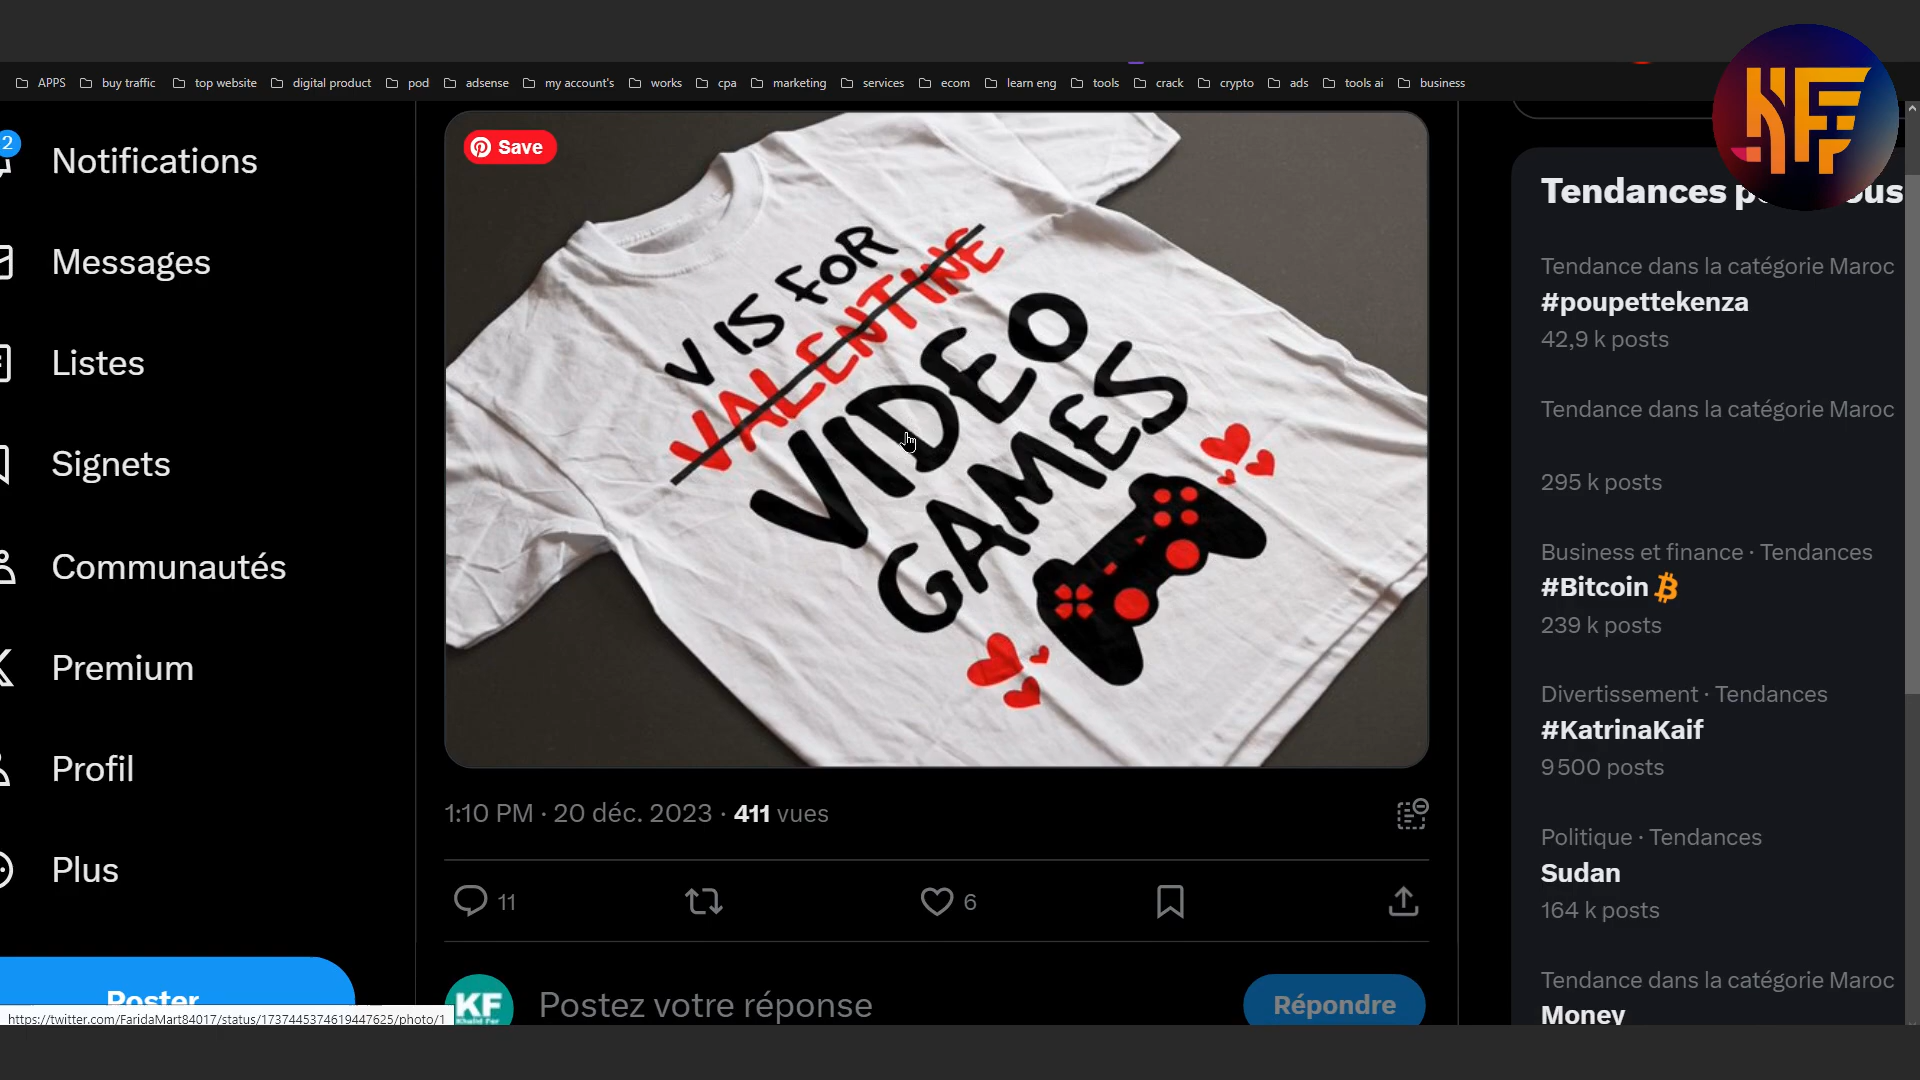 APPS buy traffic top website digital product pod adsense my account's works cpa marketing services ecom learn eng tools crack crypto ads tools ai business
2
Notifications
Messages
Listes
Signets
Communautés
Premium
Profil
Plus
Poster
https://twitter.com/FaridaMart84017/status/1737445374619447625/photo/1
Save
V IS FOR
VALENTINE
VIDEO
GAMES
1:10 PM · 20 déc. 2023 · 411 vues
11 6
KF
Postez votre réponse
Répondre
KF
Tendances
Tendance dans la catégorie Maroc
#poupettekenza
42,9 k posts
Tendance dans la catégorie Maroc
295 k posts
Business et finance · Tendances
#Bitcoin
239 k posts
Divertissement · Tendances
#KatrinaKaif
9 500 posts
Politique · Tendances
Sudan
164 k posts
Tendance dans la catégorie Maroc
Money